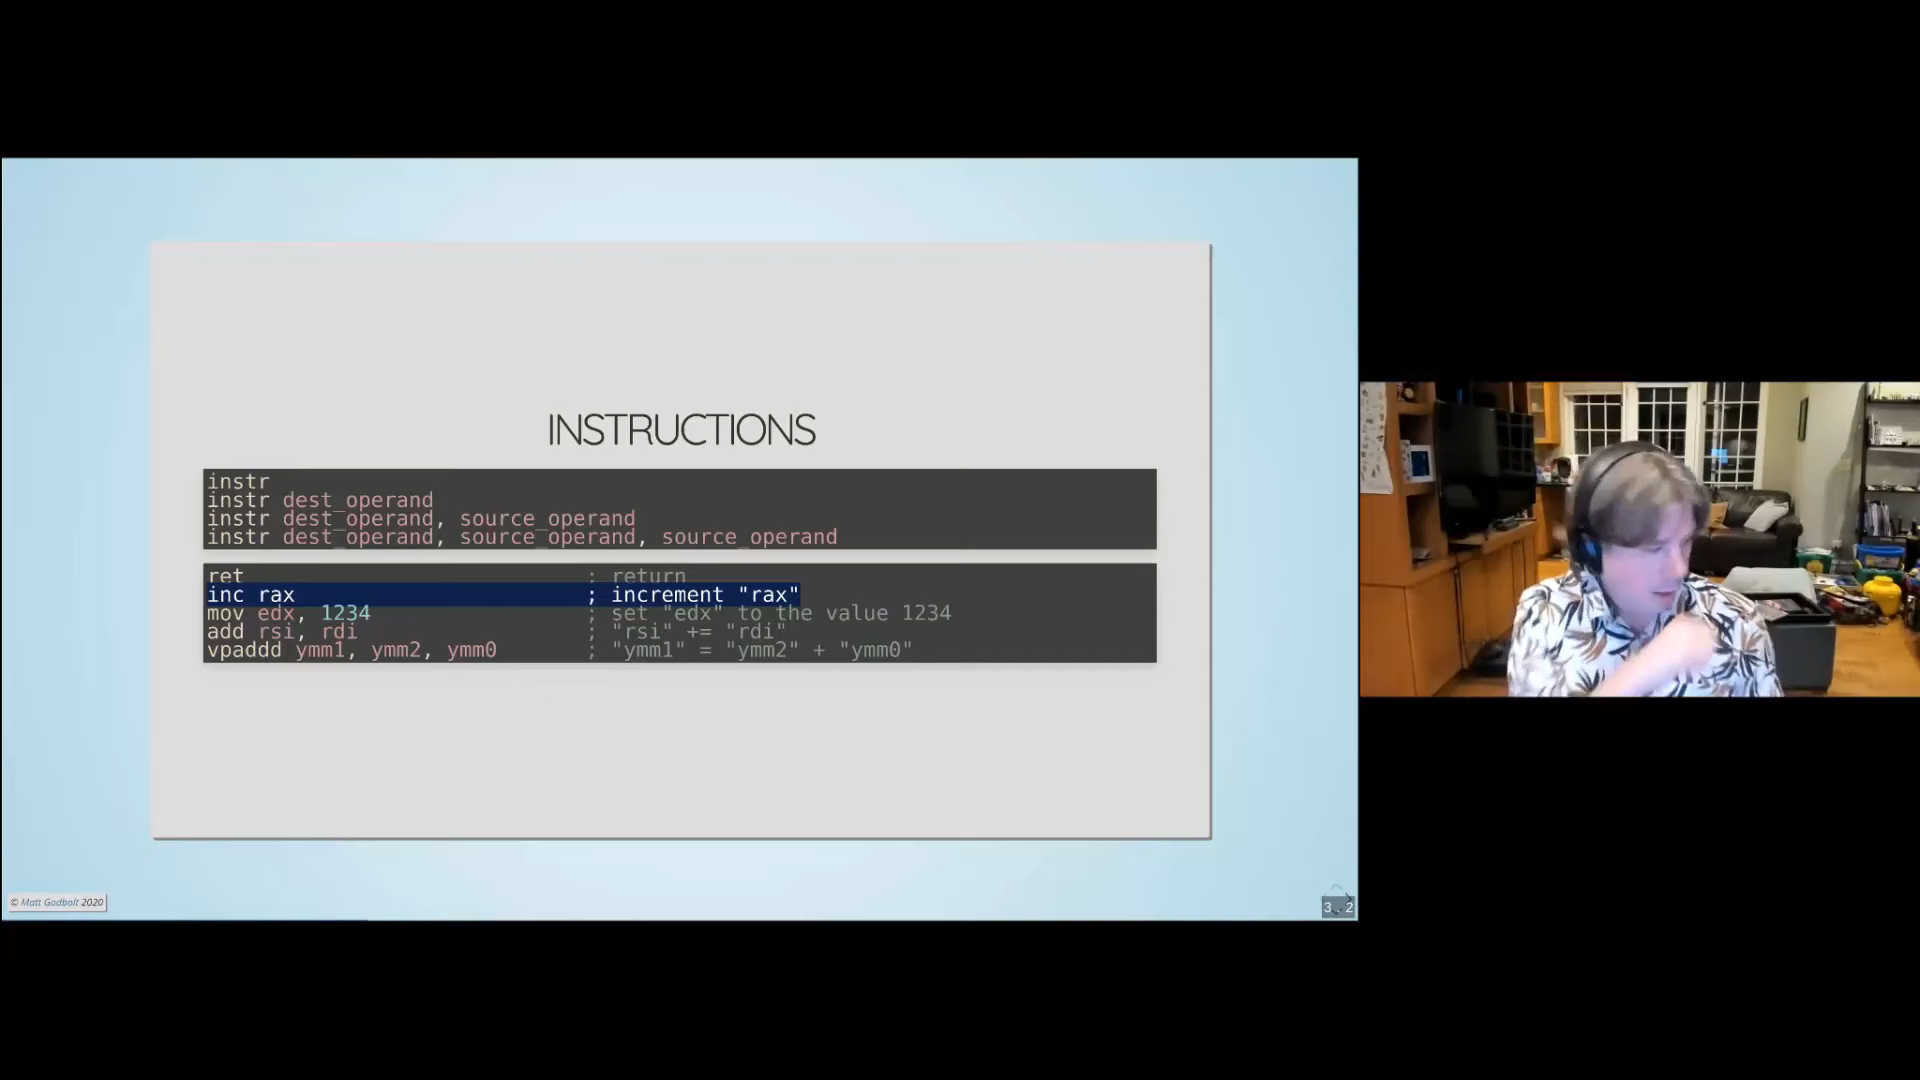 INSTRUCTIONS
instr
instr dest_operand
instr dest_operand, source_operand
instr dest_operand, source_operand, source_operand
ret ; return
inc rax ; increment "rax"
mov edx, 1234 ; set "edx" to the value 1234
add rsi, rdi ; "rsi" += "rdi"
vpaddd ymm1, ymm2, ymm0 ; "ymm1" = "ymm2" + "ymm0"
© Matt Godbolt 2020
3.2